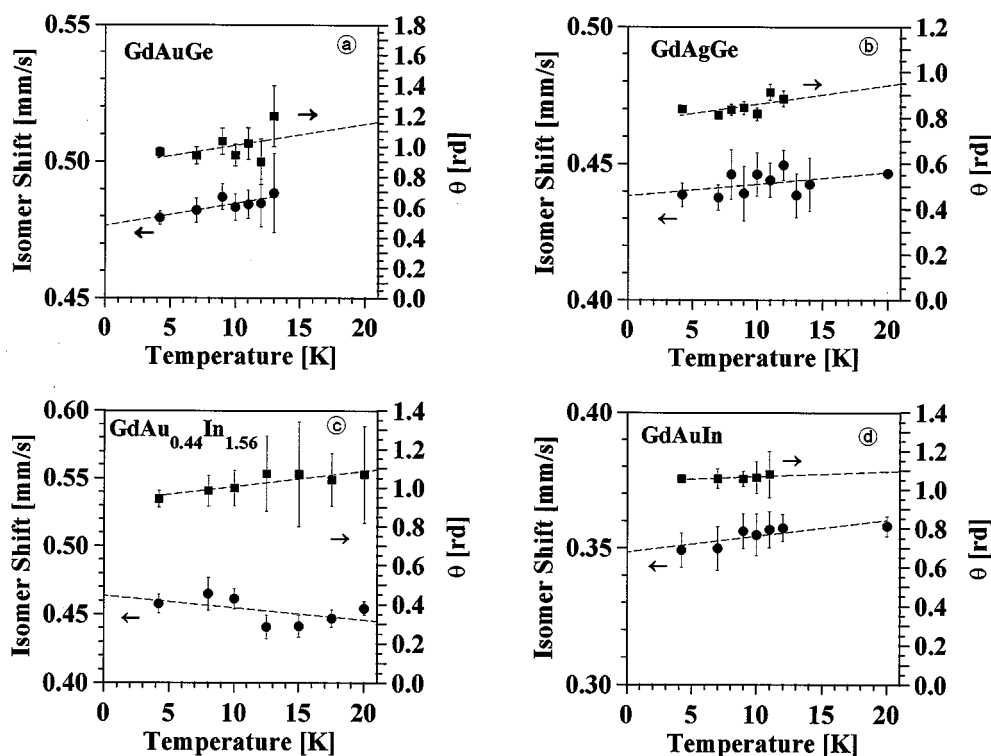 GdAuGe
ⓐ
Isomer Shift [mm/s]
0.55
0.50
0.45
1.8
1.6
1.4
1.2
1.0
0.8
0.6
0.4
0.2
0.0
θ [rd]
0 5 10 15 20
Temperature [K]
GdAgGe
ⓑ
Isomer Shift [mm/s]
0.50
0.45
0.40
1.2
1.0
0.8
0.6
0.4
0.2
0.0
θ [rd]
0 5 10 15 20
Temperature [K]
GdAu0.44In1.56
ⓒ
Isomer Shift [mm/s]
0.60
0.55
0.50
0.45
0.40
1.4
1.2
1.0
0.8
0.6
0.4
0.2
0.0
θ [rd]
0 5 10 15 20
Temperature [K]
GdAuIn
ⓓ
Isomer Shift [mm/s]
0.40
0.35
0.30
1.4
1.2
1.0
0.8
0.6
0.4
0.2
0.0
θ [rd]
0 5 10 15 20
Temperature [K]